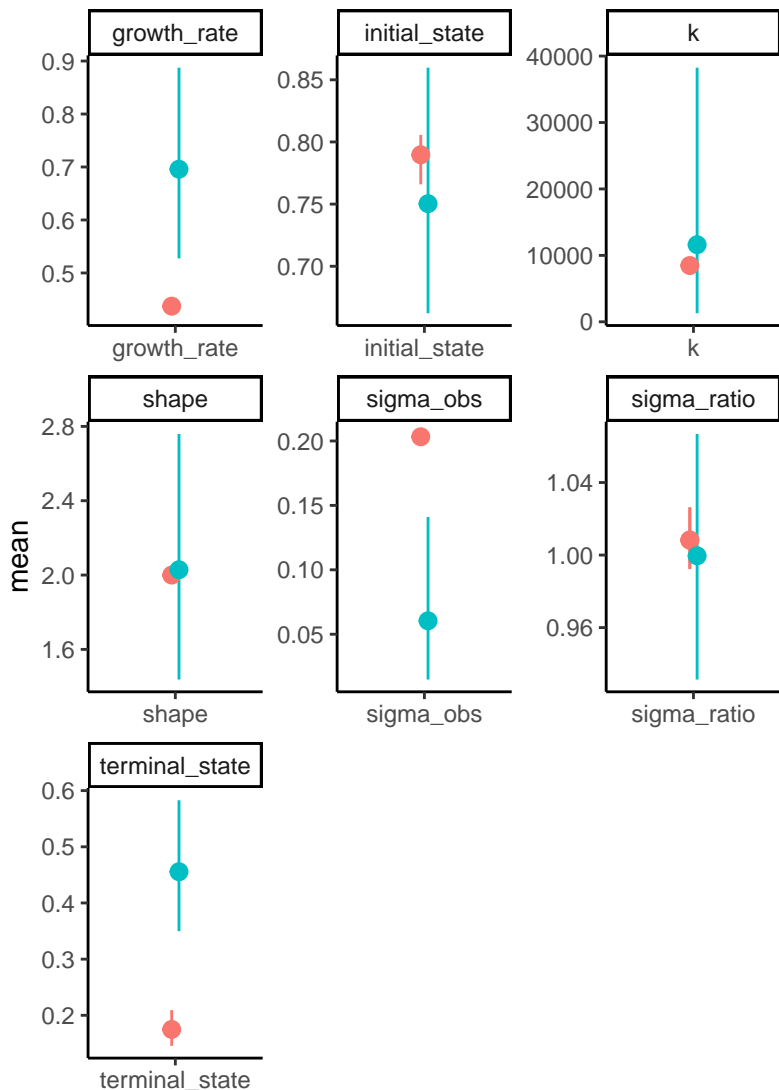 growth_rate
initial_state
k
0.9
0.8
0.7
0.6
0.5
growth_rate
0.85
0.80
0.75
0.70
initial_state
40000
30000
20000
10000
0
k
shape
sigma_obs
sigma_ratio
mean
2.8
2.4
2.0
1.6
shape
0.20
0.15
0.10
0.05
sigma_obs
1.04
1.00
0.96
sigma_ratio
terminal_state
0.6
0.5
0.4
0.3
0.2
terminal_state